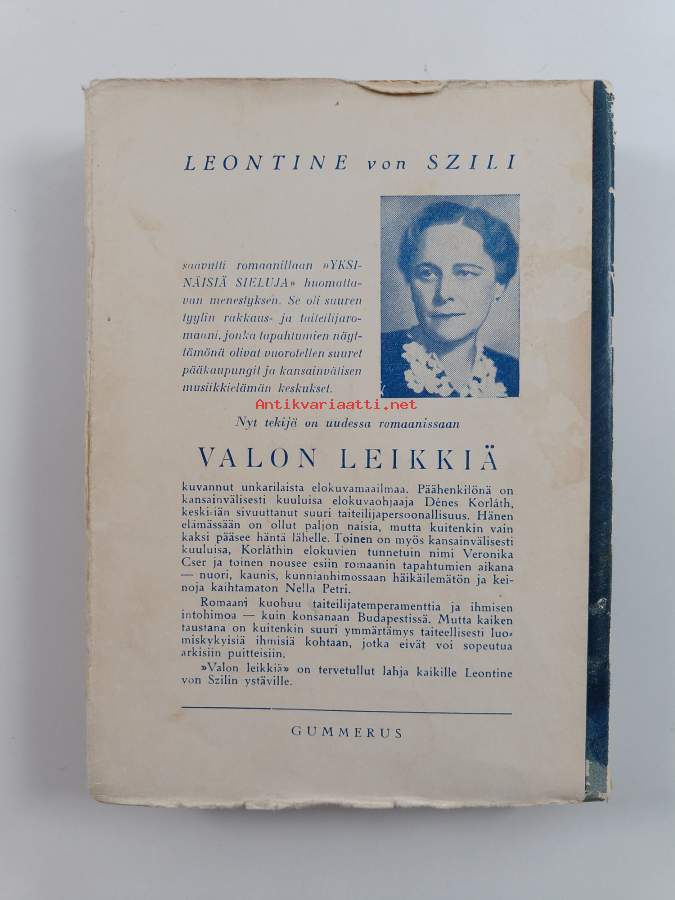 LEONTINE von SZILI
saavutti romaanillaan »YKSI-
NÄISIÄ SIELUJA» huomatta-
van menestyksen. Se oli suuren
tyylin rakkaus- ja taiteilijaro-
maani, jonka tapahtumien näyt-
tämönä olivat vuorotellen suuret
pääkaupungit ja kansainvälisen
musiikkielämän keskukset.
Antikvariaatti.net
Nyt tekijä on uudessa romaanissaan
VALON LEIKKIÄ
kuvannut unkarilaista elokuvamaailmaa. Päähenkilönä on
kansainvälisesti kuuluisa elokuvaohjaaja Dénes Korláth,
keski-iän sivuuttanut suuri taiteilijapersoonallisuus. Hänen
elämässään on ollut paljon naisia, mutta kuitenkin vain
kaksi pääsee häntä lähelle. Toinen on myös kansainvälisesti
kuuluisa, Korláthin elokuvien tunnetuin nimi Veronika
Cser ja toinen nousee esiin romaanin tapahtumien aikana
— nuori, kaunis, kunnianhimossaan häikäilemätön ja kei-
noja kaihtamaton Nella Petri.
Romaani kuohuu taiteilijatemperamenttia ja ihmisen
intohimoa — kuin konsanaan Budapestissä. Mutta kaiken
taustana on kuitenkin suuri ymmärtämys taiteellisesti luo-
miskykyisiä ihmisiä kohtaan, jotka eivät voi sopeutua
arkisiin puitteisiin.
»Valon leikkiä» on tervetullut lahja kaikille Leontine
von Szilin ystäville.
GUMMERUS